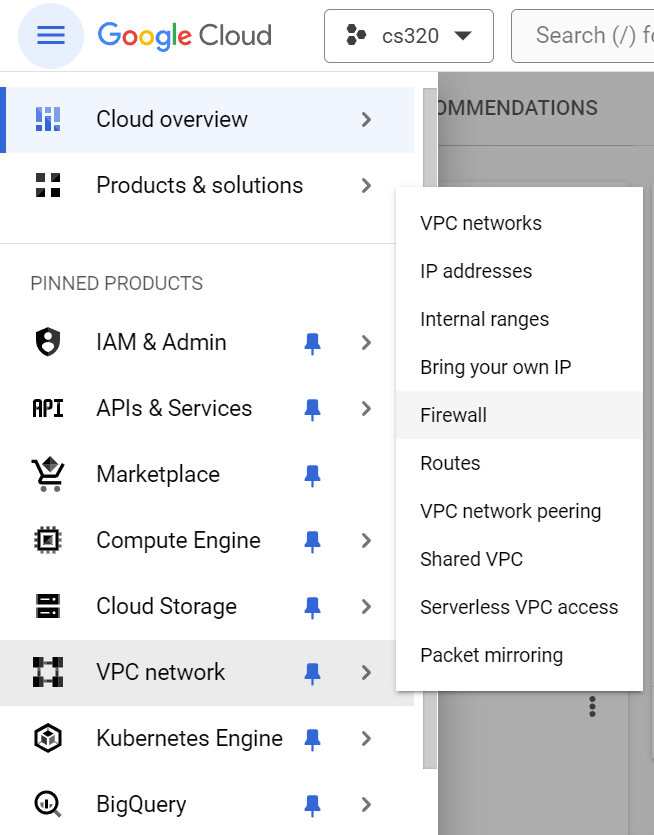 Google Cloud
cs320
Search (/) fo
Cloud overview
OMMENDATIONS
Products & solutions
PINNED PRODUCTS
IAM & Admin
API
APIs & Services
Marketplace
Compute Engine
Cloud Storage
VPC network
Kubernetes Engine
BigQuery
VPC networks
IP addresses
Internal ranges
Bring your own IP
Firewall
Routes
VPC network peering
Shared VPC
Serverless VPC access
Packet mirroring